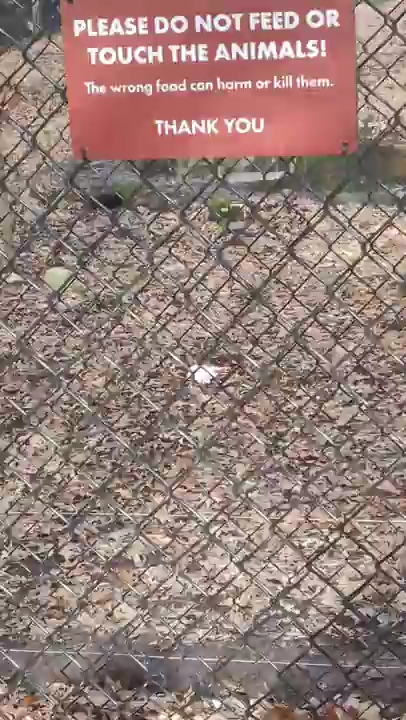 PLEASE DO NOT FEED OR
TOUCH THE ANIMALS!
The wrong food can harm or kill them.
THANK YOU